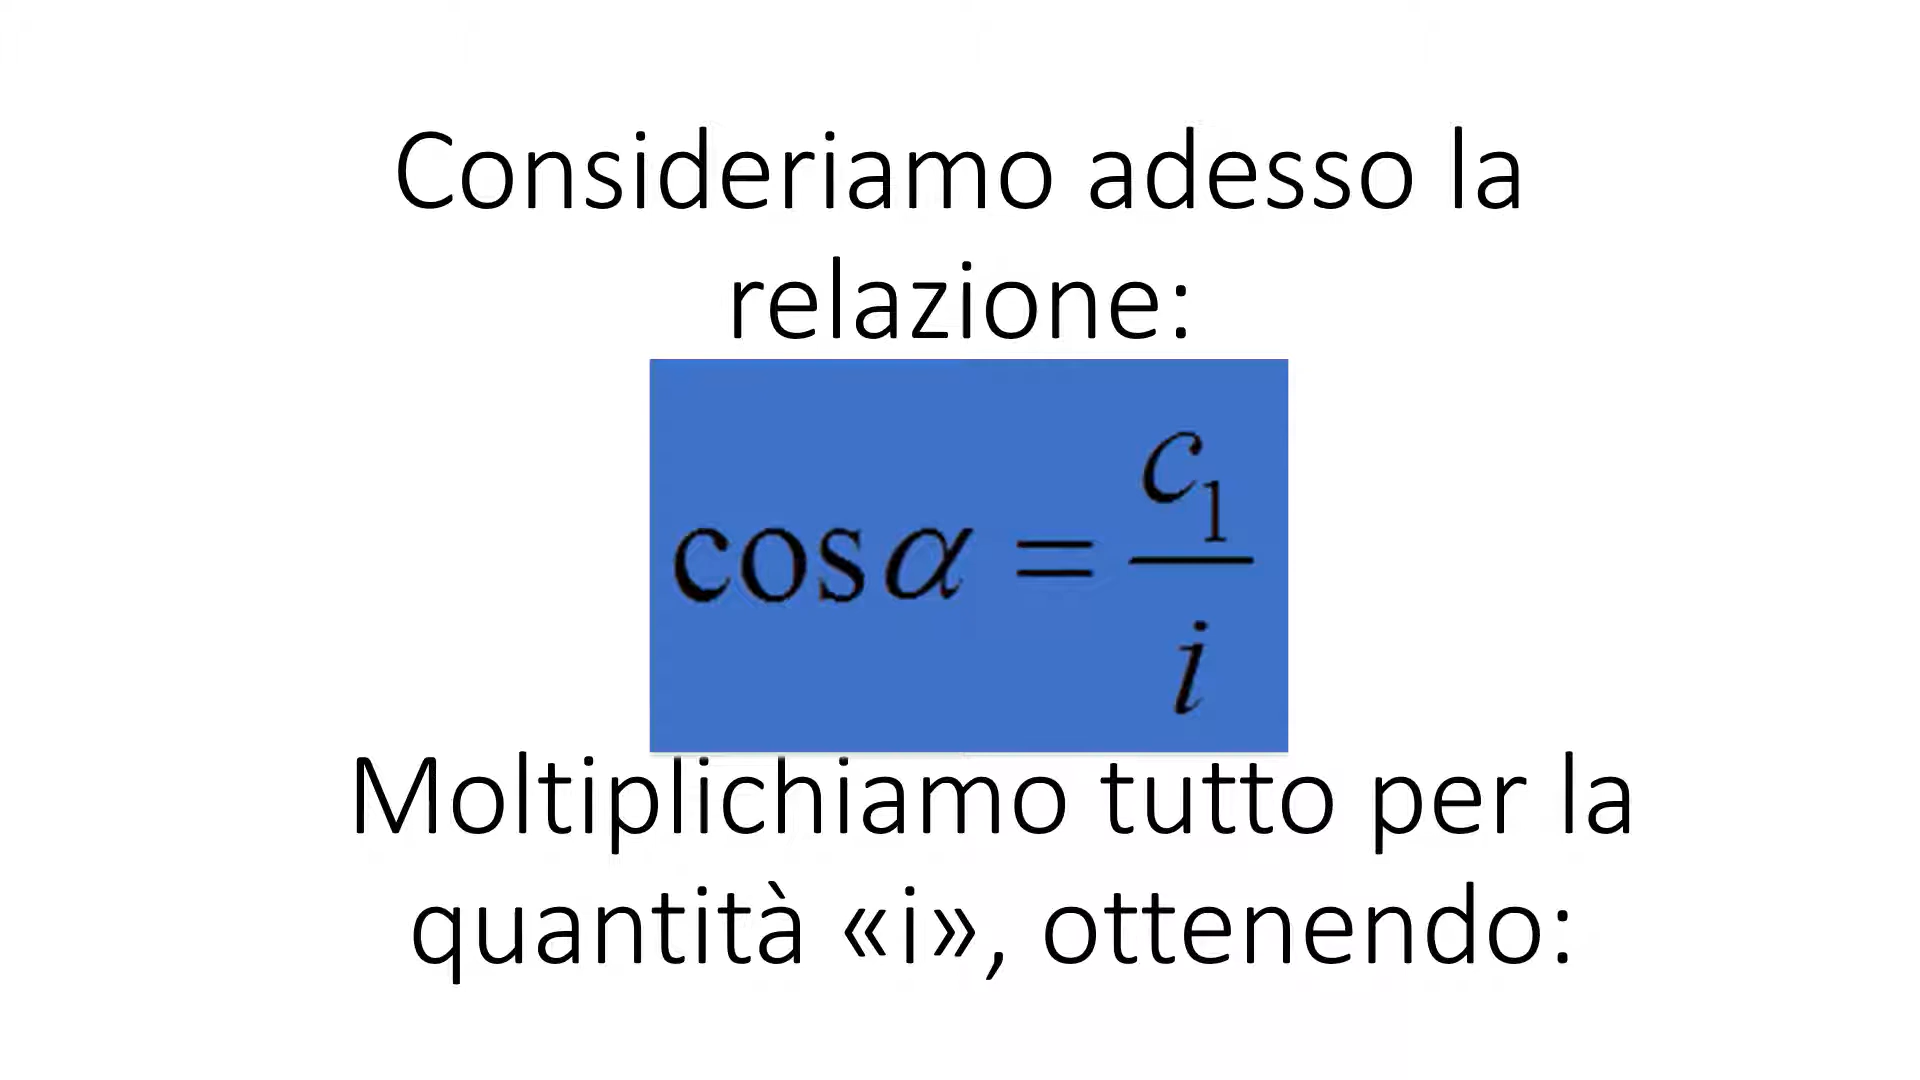 Consideriamo adesso la
relazione:
cos α = c₁/i
Moltiplichiamo tutto per la
quantità «i», ottenendo: